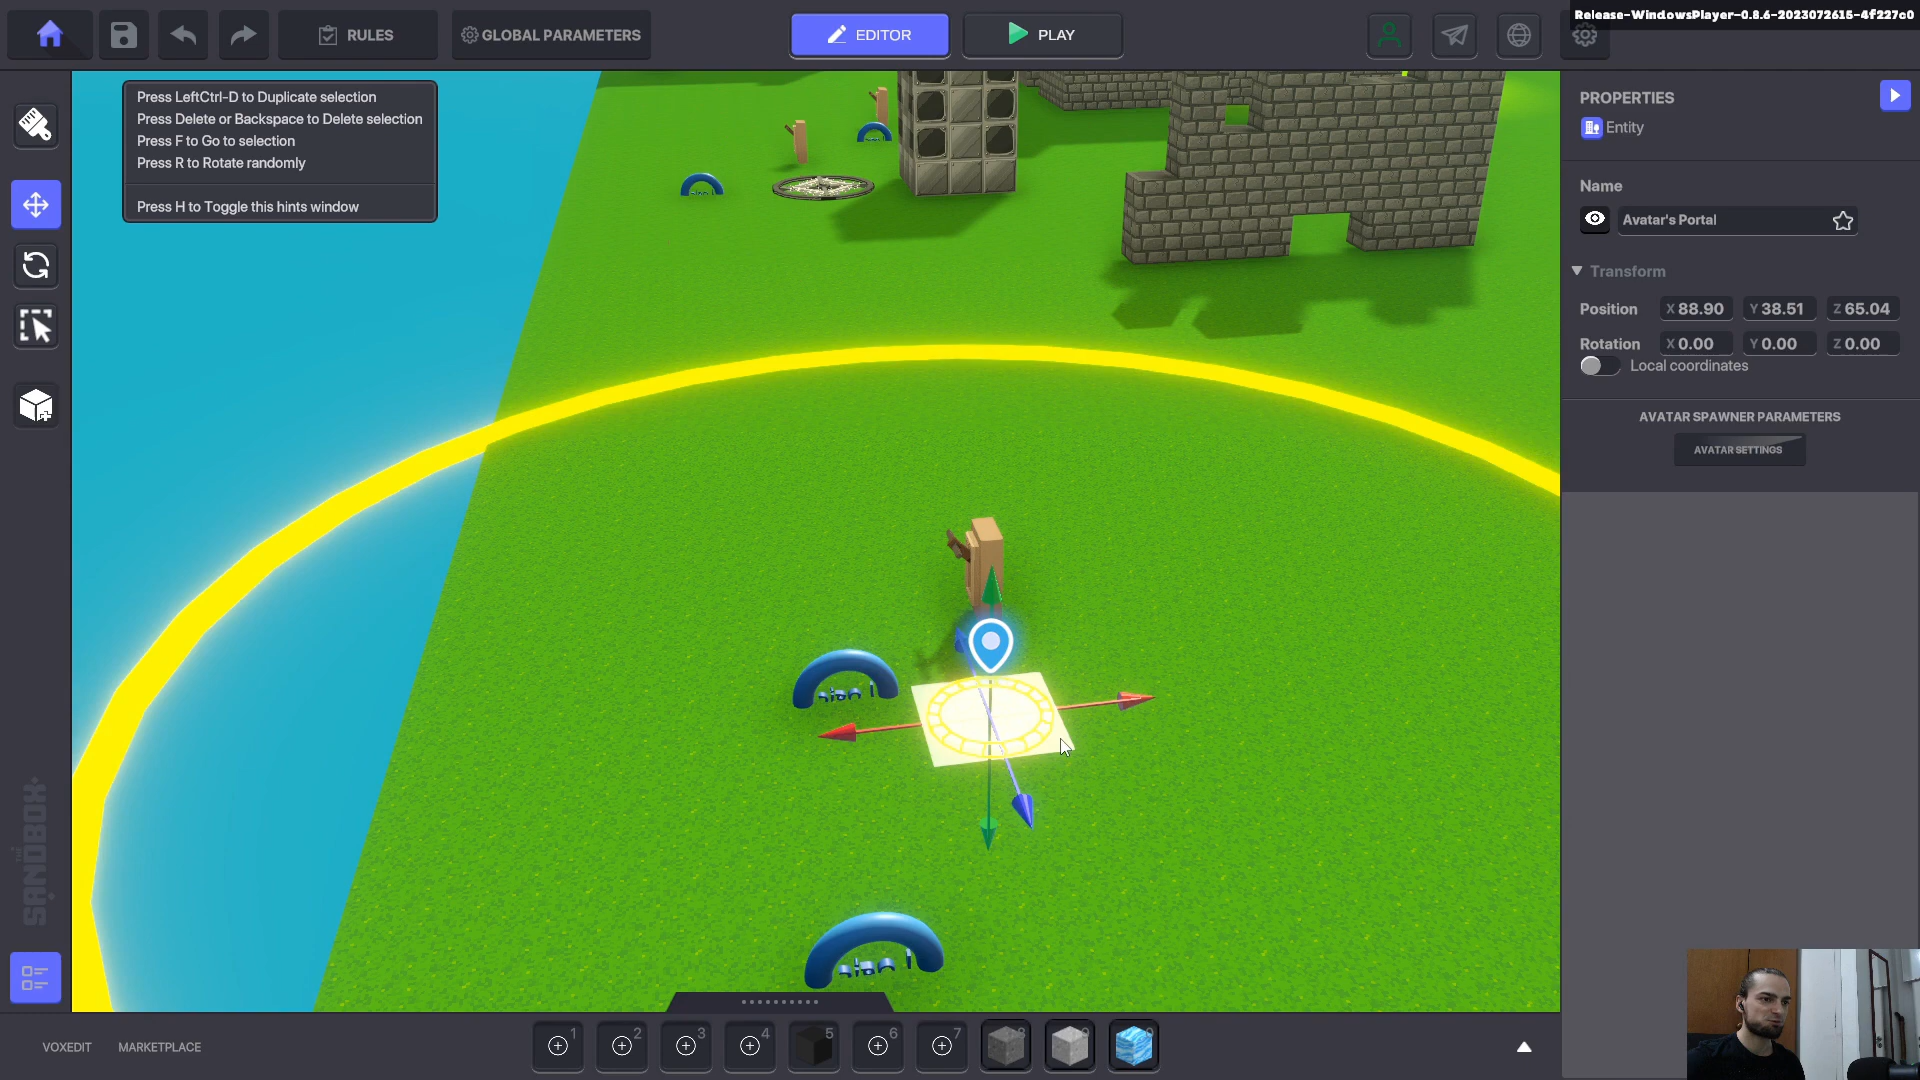 Release-WindowsPlayer-0.8.6-2023072615-4f227c0
RULES
GLOBAL PARAMETERS
EDITOR
PLAY
Press LeftCtrl-D to Duplicate selection
Press Delete or Backspace to Delete selection
Press F to Go to selection
Press R to Rotate randomly
Press H to Toggle this hints window
PROPERTIES
Entity
Name
Avatar's Portal
Transform
Position X 88.90 Y 38.51 Z 65.04
Rotation X 0.00 Y 0.00 Z 0.00
Local coordinates
AVATAR SPAWNER PARAMETERS
AVATAR SETTINGS
THE SANDBOX
VOXEDIT
MARKETPLACE
1
2
3
4
5
6
7